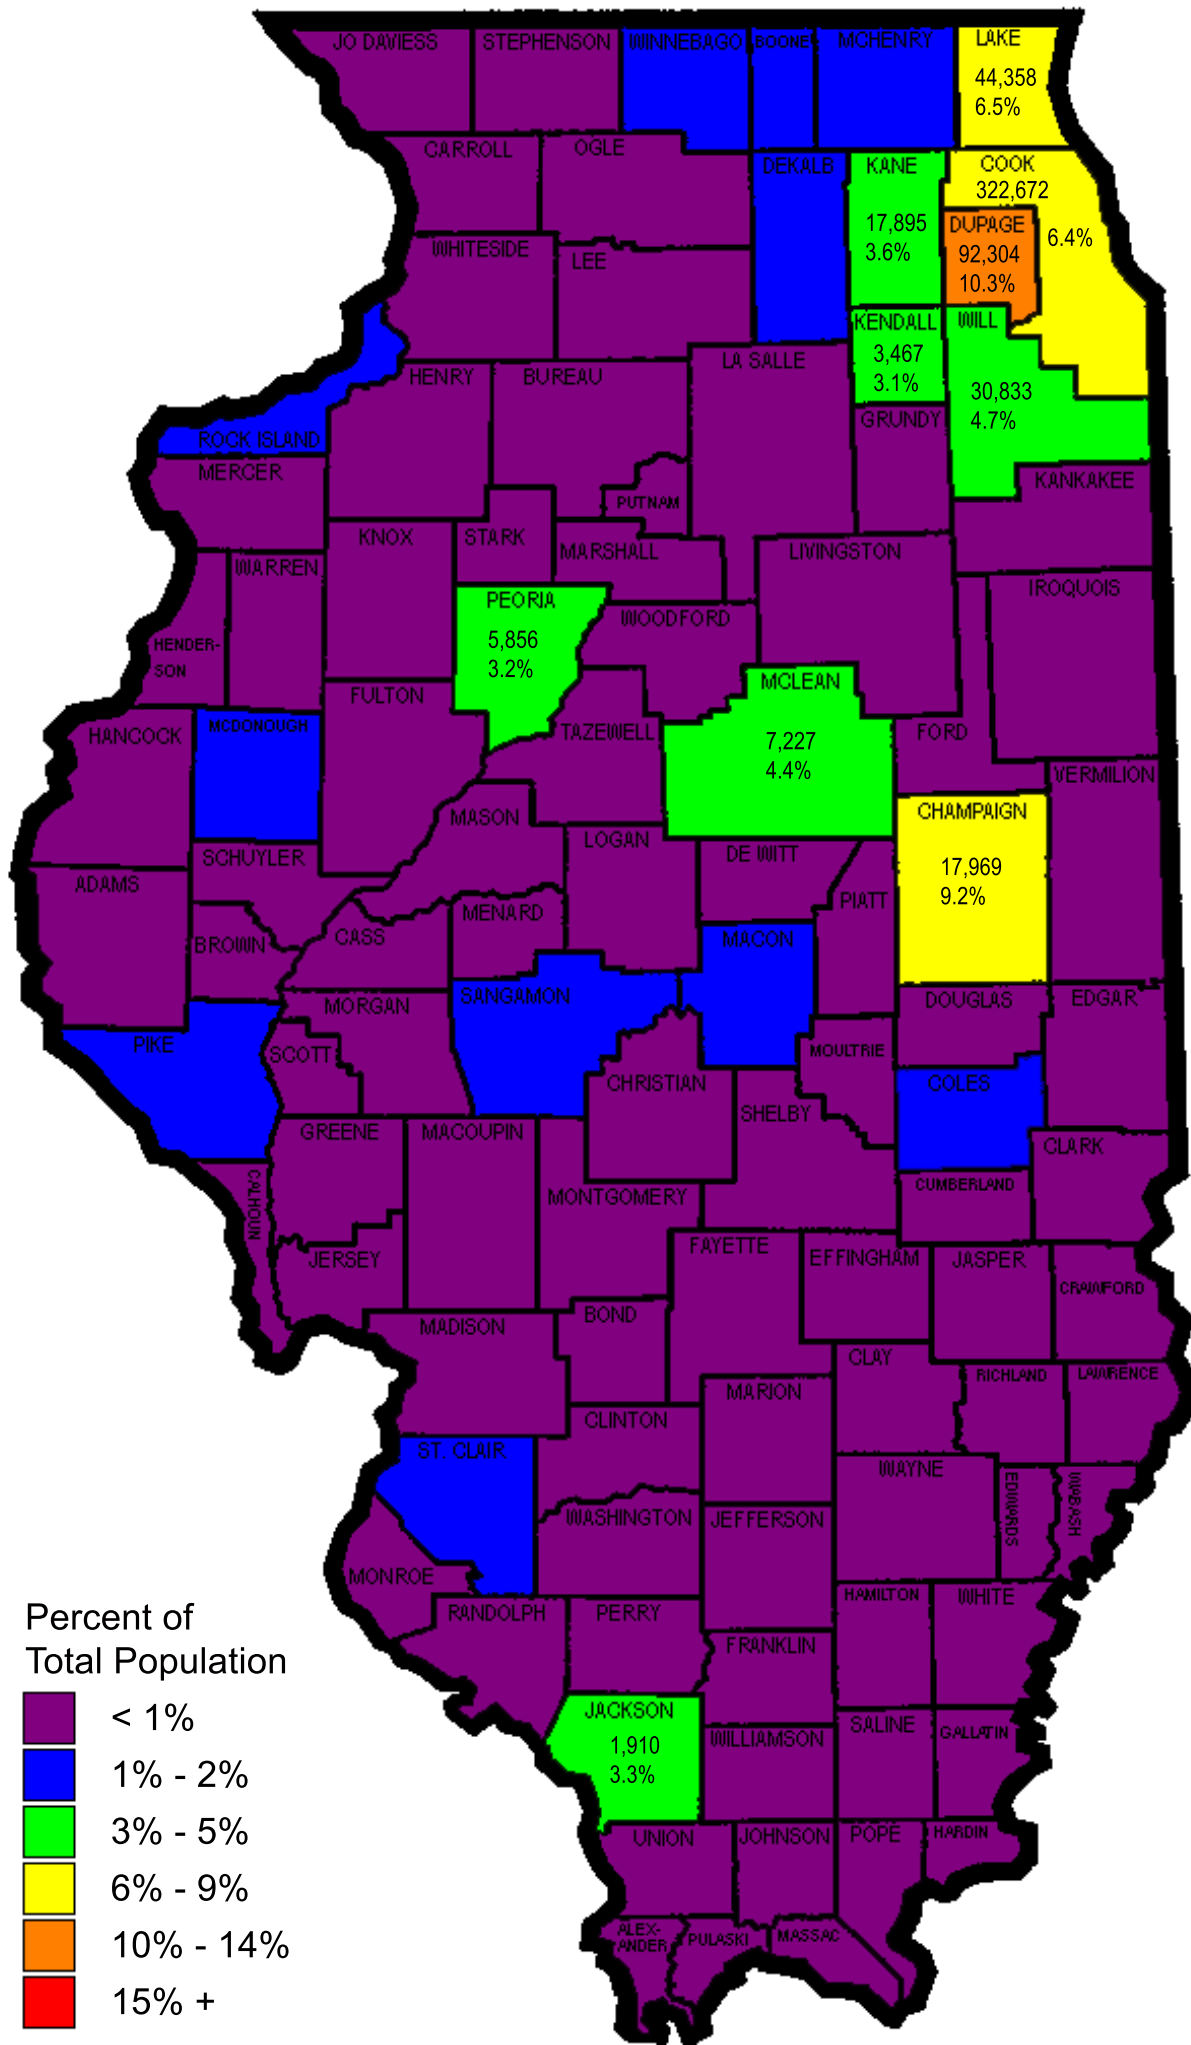 JO DAVIESS
STEPHENSON
WINNEBAGO
BOONE
MCHENRY
LAKE
44,358
6.5%
CARROLL
OGLE
DEKALB
KANE
17,895
3.6%
COOK
322,672
6.4%
DUPAGE
92,304
10.3%
WHITESIDE
LEE
KENDALL
3,467
3.1%
WILL
30,833
4.7%
ROCK ISLAND
HENRY
BUREAU
LA SALLE
GRUNDY
MERCER
PUTNAM
KANKAKEE
KNOX
STARK
MARSHALL
LIVINGSTON
WARREN
IROQUOIS
HENDER-
SON
PEORIA
5,856
3.2%
WOODFORD
FULTON
MCLEAN
7,227
4.4%
HANCOCK
MCDONOUGH
TAZEWELL
FORD
VERMILION
MASON
LOGAN
CHAMPAIGN
17,969
9.2%
SCHUYLER
DE WITT
ADAMS
PIATT
BROWN
CASS
MENARD
MACON
MORGAN
SANGAMON
DOUGLAS
EDGAR
PIKE
SCOTT
CHRISTIAN
MOULTRIE
COLES
SHELBY
GREENE
MACOUPIN
CLARK
CALHOUN
MONTGOMERY
CUMBERLAND
JERSEY
FAYETTE
EFFINGHAM
JASPER
CRAWFORD
MADISON
BOND
CLAY
RICHLAND
LAWRENCE
MARION
CLINTON
ST. CLAIR
WAYNE
EDWARDS
WABASH
WASHINGTON
JEFFERSON
MONROE
RANDOLPH
PERRY
HAMILTON
WHITE
FRANKLIN
JACKSON
1,910
3.3%
WILLIAMSON
SALINE
GALLATIN
UNION
JOHNSON
POPE
HARDIN
ALEX-
ANDER
PULASKI
MASSAC
Percent of
Total Population
< 1%
1% - 2%
3% - 5%
6% - 9%
10% - 14%
15% +